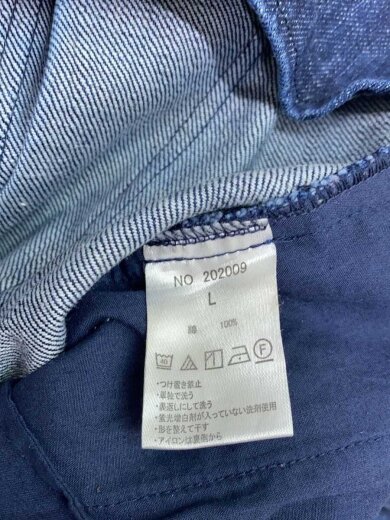 NO 202009
L
綿 100%
40 F
・つけ置き禁止
・単独で洗う
・裏返しにして洗う
・蛍光増白剤が入っていない洗剤使用
・形を整えて干す
・アイロンは裏側から